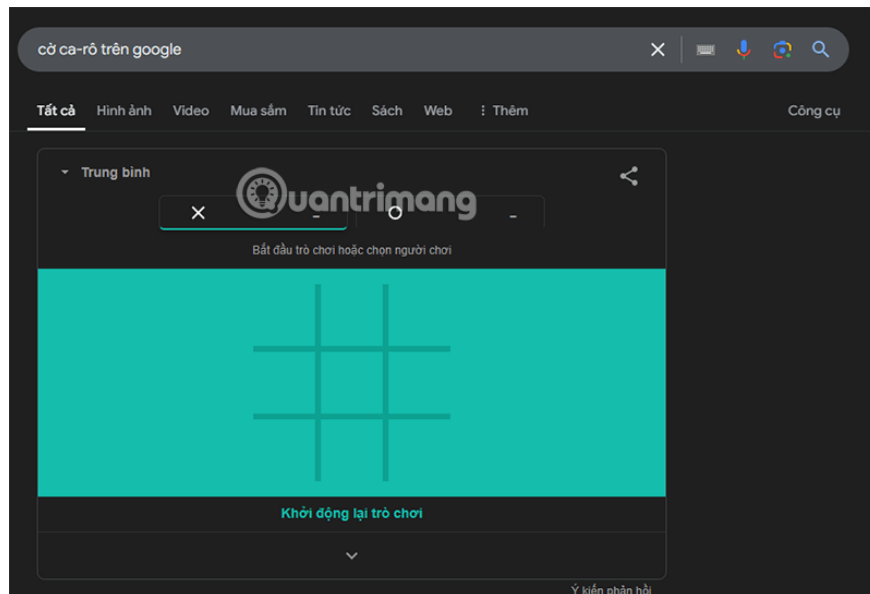 cờ ca-rô trên google
Tất cả Hình ảnh Video Mua sắm Tin tức Sách Web Thêm Công cụ
Trung bình
Quantrimang
X - O -
Bắt đầu trò chơi hoặc chọn người chơi
Khởi động lại trò chơi
Ý kiến phản hồi